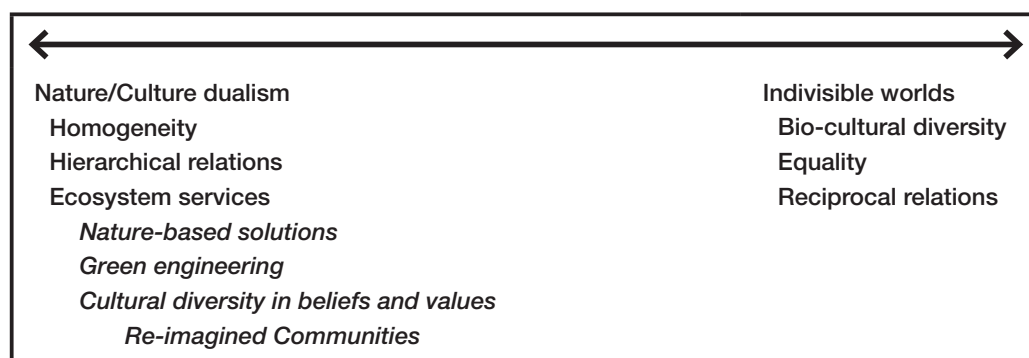 Nature/Culture dualism
Indivisible worlds
Homogeneity
Bio-cultural diversity
Hierarchical relations
Equality
Ecosystem services
Reciprocal relations
Nature-based solutions
Green engineering
Cultural diversity in beliefs and values
Re-imagined Communities